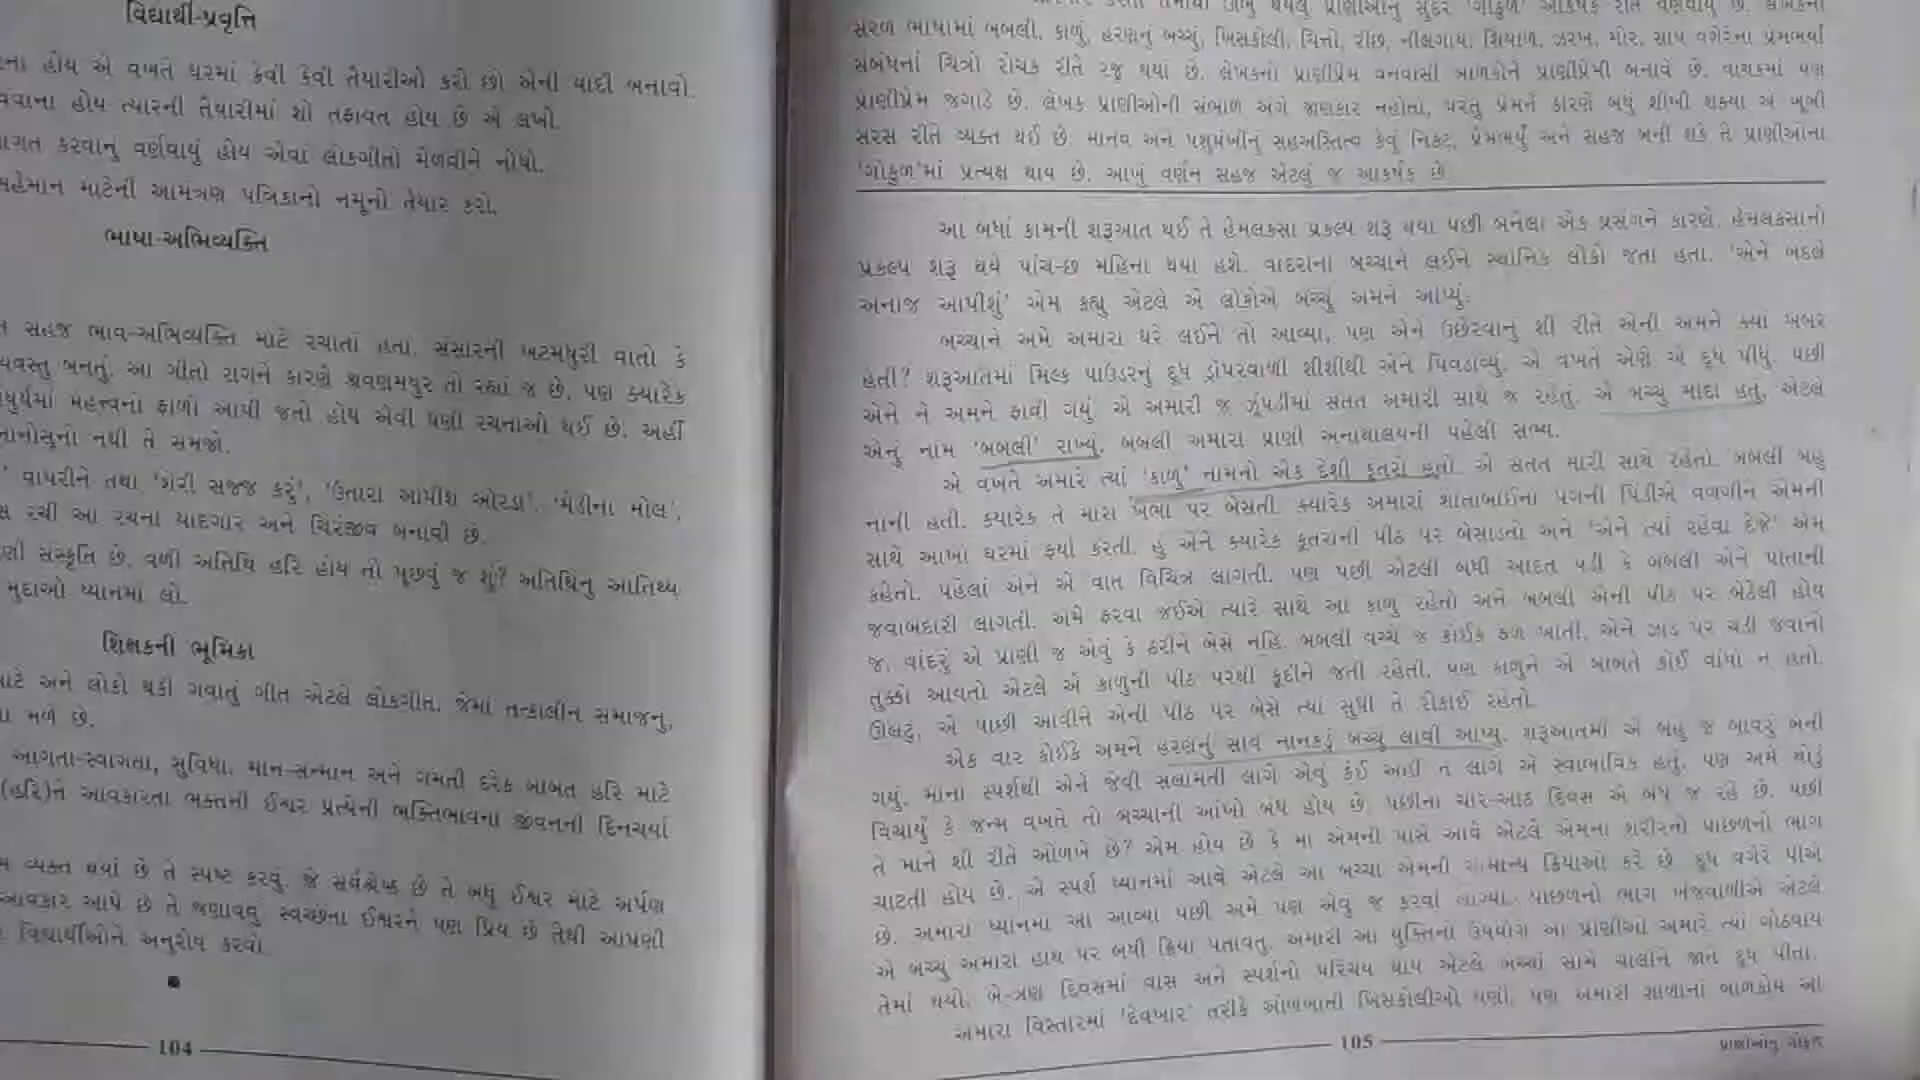 વિદ્યાર્થી-પ્રવૃત્તિ
હોય એ વખતે ઘરમાં કેવી કેવી તૈયારીઓ કરો છો એની યાદી બનાવો.
હોય ત્યારની તૈયારીમાં શો તફાવત હોય છે એ લખો.
કરવાનું વર્ણવાયું હોય એવાં લોકગીતો મેળવીને નોંધો.
માટેની આમંત્રણ પત્રિકાનો નમૂનો તૈયાર કરો.
ભાષા-અભિવ્યક્તિ
સહજ ભાવ-અભિવ્યક્તિ માટે રચાતાં હતા. સંસારની ખટમધુરી વાતો કે
બનતું. આ ગીતો રાગને કારણે શ્રવણમધુર તો રહ્યાં જ છે, પણ ક્યારેક
મહત્ત્વનો ફાળો આપી જતો હોય એવી ઘણી રચનાઓ થઈ છે. અહીં
નાનોસૂનો નથી તે સમજો.
વાપરીને તથા 'શેરી સજ્જ કરું', 'ઉતારા આપીશ ઓરડા', 'મેડીના મોલ',
રચી આ રચના યાદગાર અને ચિરંજીવ બનાવી છે.
સંસ્કૃતિ છે. વળી અતિથિ હરિ હોય તો પૂછવું જ શું? અતિથિનુ આતિથ્ય
મુદાઓ ધ્યાનમાં લો.
શિક્ષકની ભૂમિકા
અને લોકો થકી ગવાતું ગીત એટલે લોકગીત. જેમાં તત્કાલીન સમાજનું,
મળે છે.
આગતા-સ્વાગતા, સુવિધા, માન-સન્માન અને ગમતી દરેક બાબત હરિ માટે
(હરિ)ને આવકારતા ભક્તની ઈશ્વર પ્રત્યેની ભક્તિભાવના જીવનની દિનચર્યા
વ્યક્ત થયાં છે તે સ્પષ્ટ કરવું. જે સર્વશ્રેષ્ઠ છે તે બધુ ઈશ્વર માટે અર્પણ
આવકાર આપે છે તે જણાવવું સ્વચ્છતા ઈશ્વરને પણ પ્રિય છે તેથી આપણી
વિદ્યાર્થીઓને અનુરોધ કરવો.
104
સરળ ભાષામાં બબલી, કાળું, હરણનું બચ્ચું, ખિસકોલી, ચિત્તો, રીંછ, નીલગાય, શિયાળ, ઝરખ, મોર, સાપ વગેરેના પ્રેમભર્યા
સંબંધનાં ચિત્રો રોચક રીતે રજૂ થયાં છે. લેખકનો પ્રાણીપ્રેમ વનવાસી બાળકોને પ્રાણીપ્રેમી બનાવે છે. વાચકમાં પણ
પ્રાણીપ્રેમ જગાડે છે. લેખક પ્રાણીઓની સંભાળ અંગે જાણકાર નહોતા, પરંતુ પ્રેમને કારણે બધું શીખી શક્યા એ ખૂબી
સરસ રીતે વ્યક્ત થઈ છે. માનવ અને પશુપંખીનું સહઅસ્તિત્વ કેવું નિકટ, પ્રેમભર્યું અને સહજ બની શકે તે પ્રાણીઓના
'ગોકુળ'માં પ્રત્યક્ષ થાય છે. આખું વર્ણન સહજ એટલું જ આકર્ષક છે.
આ બધાં કામની શરૂઆત થઈ તે હેમલકસા પ્રકલ્પ શરૂ થયા પછી બનેલા એક પ્રસંગને કારણે. હેમલકસાનો
પ્રકલ્પ શરૂ થયે પાંચ-છ મહિના થયા હશે. વાંદરાના બચ્ચાને લઈને સ્થાનિક લોકો જતા હતા. 'એને બદલે
અનાજ આપીશું' એમ કહ્યુ એટલે એ લોકોએ બચ્ચું અમને આપ્યું.
બચ્ચાને અમે અમારા ઘરે લઈને તો આવ્યા, પણ એને ઉછેરવાનું શી રીતે એની અમને ક્યાં ખબર
હતી? શરૂઆતમાં મિલ્ક પાઉડરનું દૂધ ડ્રોપરવાળી શીશીથી એને પિવડાવ્યું. એ વખતે એણે એ દૂધ પીધું. પછી
એને ને અમને ફાવી ગયું. એ અમારી જ ઝૂંપડીમાં સતત અમારી સાથે જ રહેતું. એ બચ્ચુ માદા હતુ, એટલે
એનું નામ 'બબલી' રાખ્યું. બબલી અમારા પ્રાણી અનાથાલયની પહેલી સભ્ય.
એ વખતે અમારે ત્યાં 'કાળુ' નામનો એક દેશી કૂતરો હતો. એ સતત મારી સાથે રહેતો. બબલી બહુ
નાની હતી. ક્યારેક તે મારા ખભા પર બેસતી. ક્યારેક અમારાં શાંતાબાઈના પગની પિંડીએ વળગીને એમની
સાથે આખા ઘરમાં ફર્યા કરતી. હું એને ક્યારેક કૂતરાની પીઠ પર બેસાડતો અને 'એને ત્યાં રહેવા દેજે' એમ
કહેતો. પહેલાં એને એ વાત વિચિત્ર લાગતી, પણ પછી એટલી બધી આદત પડી કે બબલી એને પોતાની
જવાબદારી લાગતી. અમે ફરવા જઈએ ત્યારે સાથે આ કાળુ રહેતો અને બબલી એની પીઠ પર બેઠેલી હોય
જ. વાંદરું એ પ્રાણી જ એવું કે ઠરીને બેસે નહિ. બબલી વચ્ચે જ કાંઈક ફળ ખાતી, એને ઝાડ પર ચડી જવાનો
તુક્કો આવતો એટલે એ કાળુની પીઠ પરથી કૂદીને જતી રહેતી, પણ કાળુને એ બાબતે કોઈ વાંધો ન હતો.
ઊલટું, એ પાછી આવીને એની પીઠ પર બેસે ત્યાં સુધી તે રોકાઈ રહેતો.
એક વાર કોઈકે અમને હરણનું સાવ નાનકડું બચ્ચુ લાવી આપ્યુ. શરૂઆતમાં એ બહુ જ બાવરું બની
ગયું. માના સ્પર્શથી એને જેવી સલામતી લાગે એવું કંઈ અહીં ન લાગે એ સ્વાભાવિક હતું. પણ અમે થોડું
વિચાર્યું કે જન્મ વખતે તો બચ્ચાની આંખો બંધ હોય છે. પછીના ચાર-આઠ દિવસ એ બંધ જ રહે છે. પછી
તે માને શી રીતે ઓળખે છે? એમ હોય છે કે મા એમની પાસે આવે એટલે એમના શરીરનો પાછળનો ભાગ
ચાટતી હોય છે. એ સ્પર્શ ધ્યાનમાં આવે એટલે આ બચ્ચા એમની સામાન્ય ક્રિયાઓ કરે છે. દૂધ વગેરે પીએ
છે. અમારા ધ્યાનમાં આ આવ્યા પછી અમે પણ એવું જ કરવાં લાગ્યા. પાછળનો ભાગ ખંજવાળીએ એટલે
એ બચ્ચું અમારા હાથ પર બધી ક્રિયા પતાવતુ. અમારી આ યુક્તિનો ઉપયોગ આ પ્રાણીઓ અમારે ત્યાં ગોઠવાય
તેમાં થયો. બે-ત્રણ દિવસમાં વાસ અને સ્પર્શનો પરિચય થાય એટલે બચ્ચાં સામે ચાલીને જાતે દૂધ પીતા.
અમારા વિસ્તારમાં 'દેવખાર' તરીકે ઓળખાતી ખિસકોલીઓ ઘણી, પણ અમારી શાળાનાં બાળકોય આ
105
પ્રાણીઓનું ગોકુળ